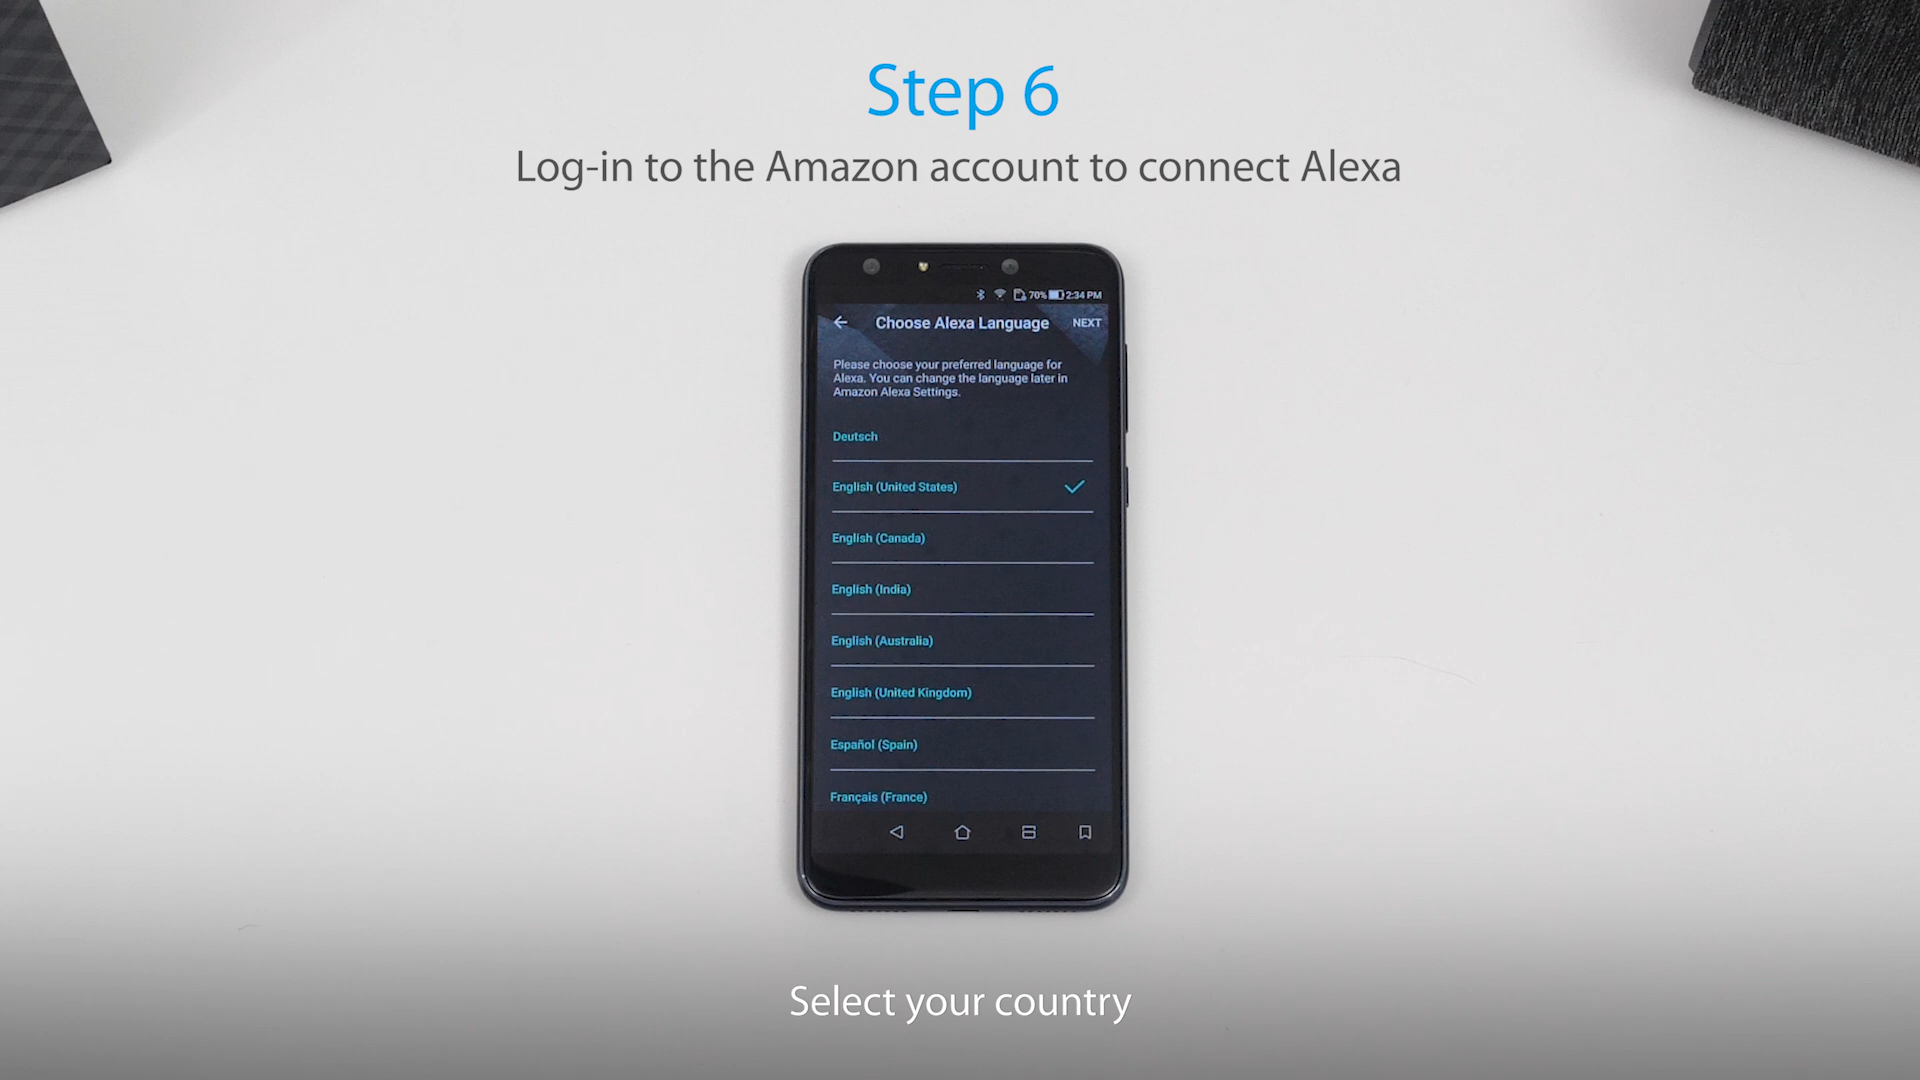 Step 6
Log-in to the Amazon account to connect Alexa
70% 2:34 PM
Choose Alexa Language NEXT
Please choose your preferred language for
Alexa. You can change the language later in
Amazon Alexa Settings.
Deutsch
English (United States)
English (Canada)
English (India)
English (Australia)
English (United Kingdom)
Español (Spain)
Français (France)
Select your country